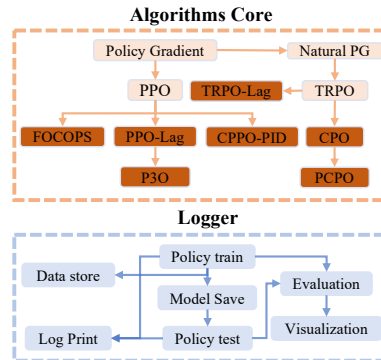 Algorithms Core
Policy Gradient
Natural PG
PPO
TRPO-Lag
TRPO
FOCOPS
PPO-Lag
CPPO-PID
CPO
P3O
PCPO
Logger
Policy train
Data store
Evaluation
Model Save
Log Print
Policy test
Visualization